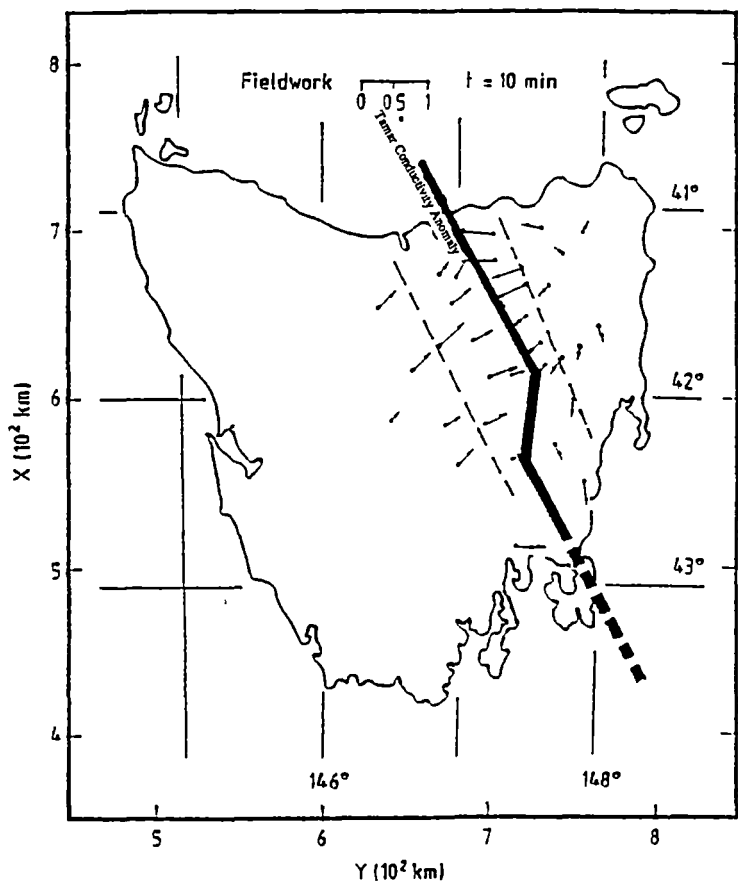 8
7
6
5
4
X (10² km)
Fieldwork
t = 10 min
0 0.5 1
Tamar Conductivity Anomaly
41°
42°
43°
146°
148°
5 6 7 8
Y (10² km)